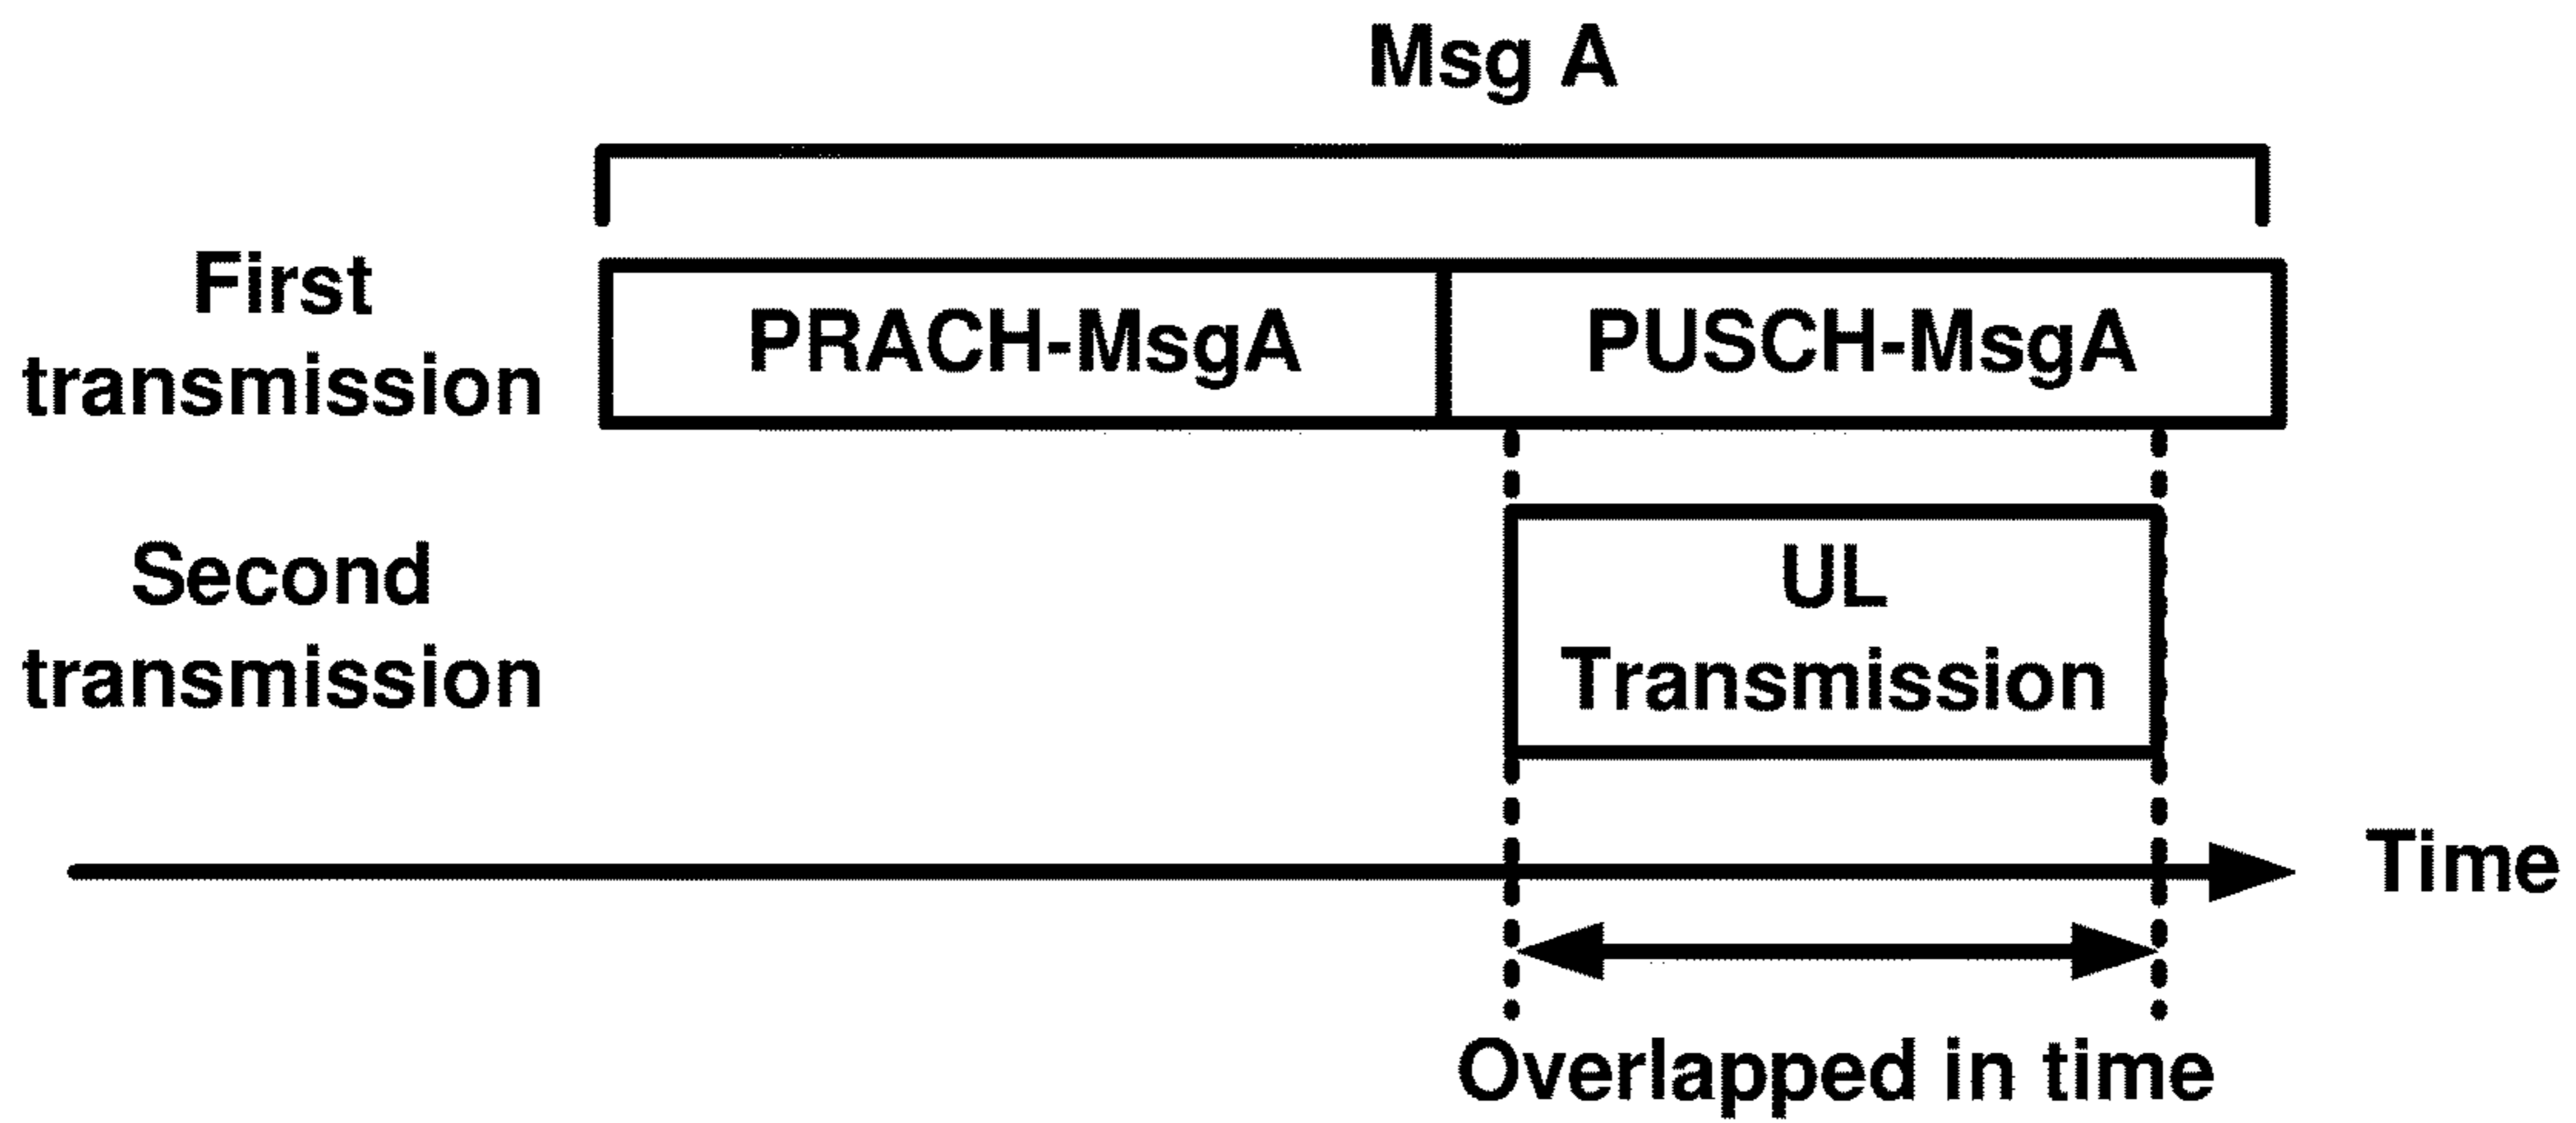 Msg A
First
transmission
PRACH-MsgA
PUSCH-MsgA
Second
transmission
UL
Transmission
Time
Overlapped in time